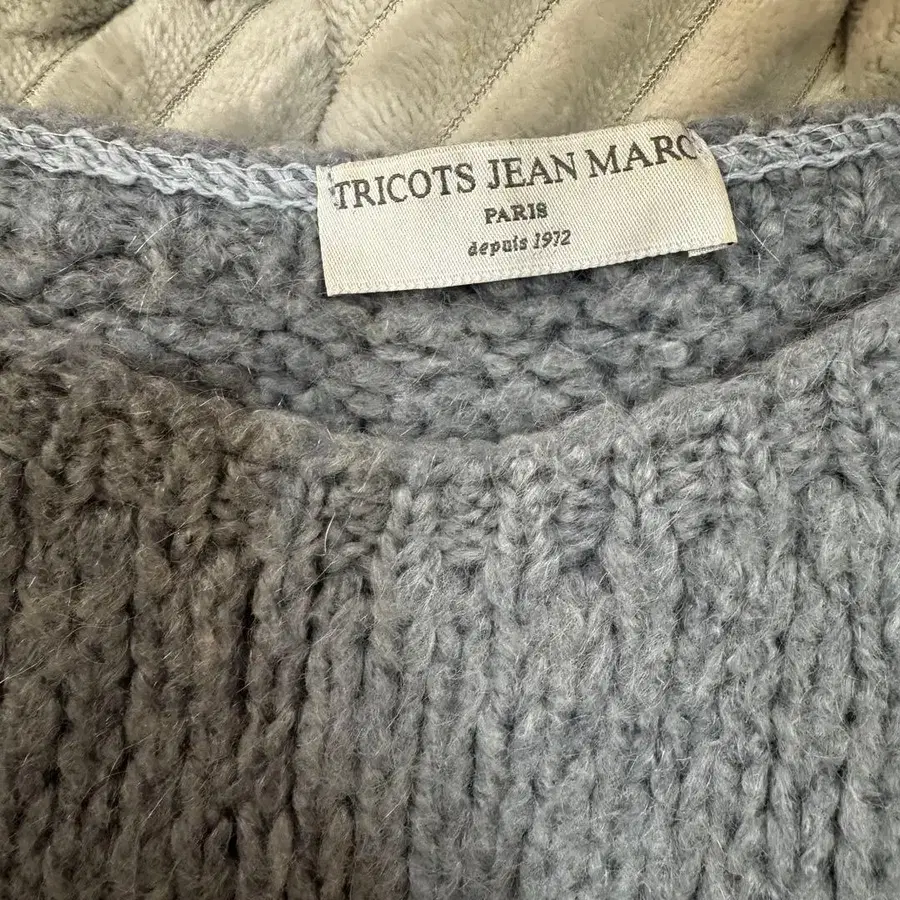 TRICOTS JEAN MARC
PARIS
depuis 1972